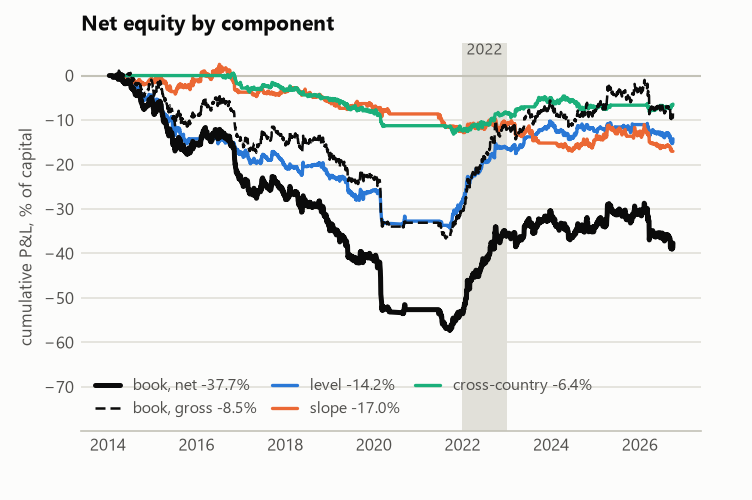 Net equity by component
2022
cumulative P&L, % of capital
0
−10
−20
−30
−40
−50
−60
−70
book, net -37.7%
level -14.2%
cross-country -6.4%
book, gross -8.5%
slope -17.0%
2014 2016 2018 2020 2022 2024 2026